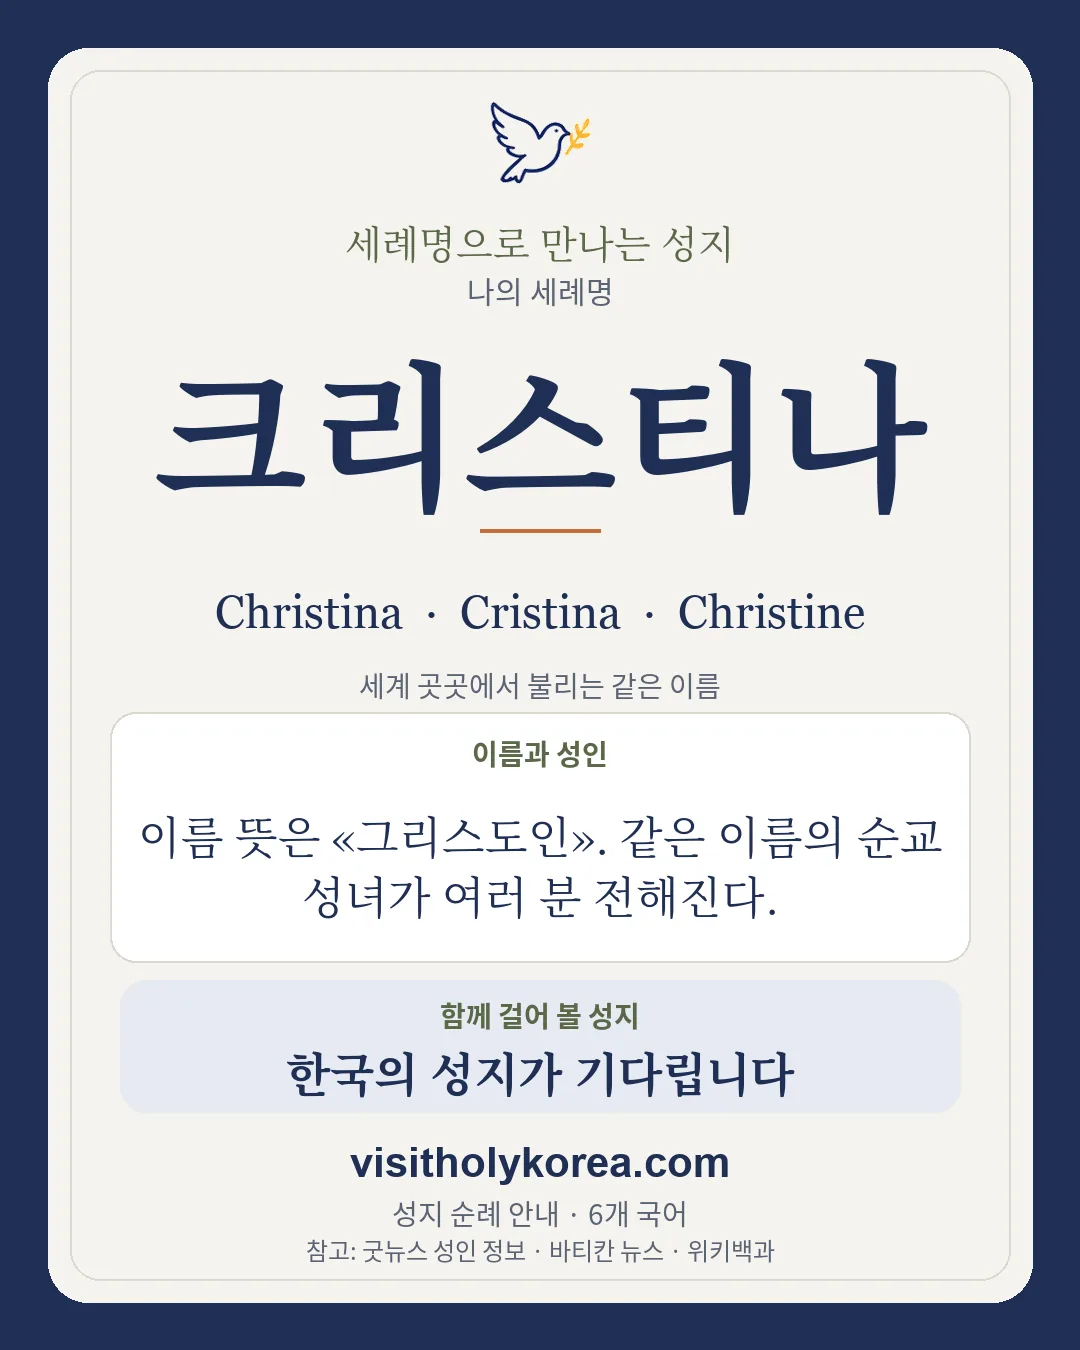 세례명으로 만나는 성지
나의 세례명
크리스티나
Christina · Cristina · Christine
세계 곳곳에서 불리는 같은 이름
이름과 성인
이름 뜻은 «그리스도인». 같은 이름의 순교
성녀가 여러 분 전해진다.
함께 걸어 볼 성지
한국의 성지가 기다립니다
visitholykorea.com
성지 순례 안내 · 6개 국어
참고: 굿뉴스 성인 정보 · 바티칸 뉴스 · 위키백과